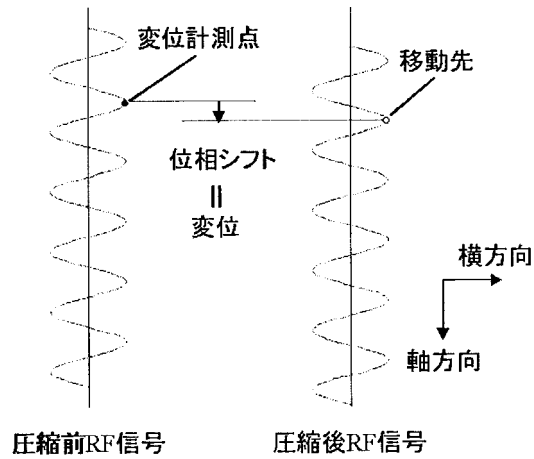 変位計測点
移動先
位相シフト
=
変位
横方向
軸方向
圧縮前RF信号
圧縮後RF信号